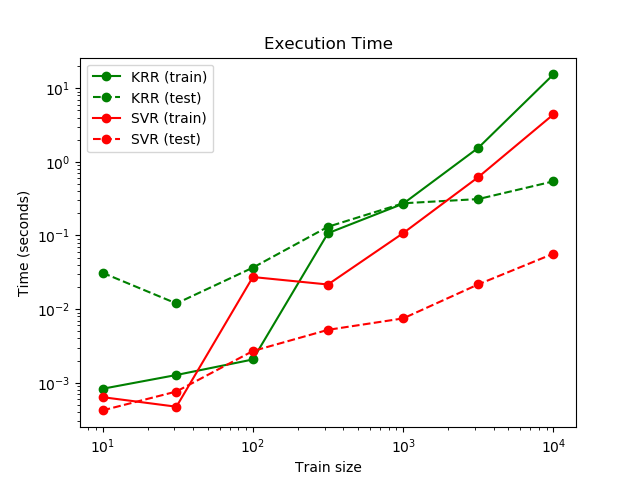 Execution Time
KRR (train)
KRR (test)
SVR (train)
SVR (test)
10¹
10⁰
10⁻¹
10⁻²
10⁻³
Time (seconds)
10¹
10²
10³
10⁴
Train size